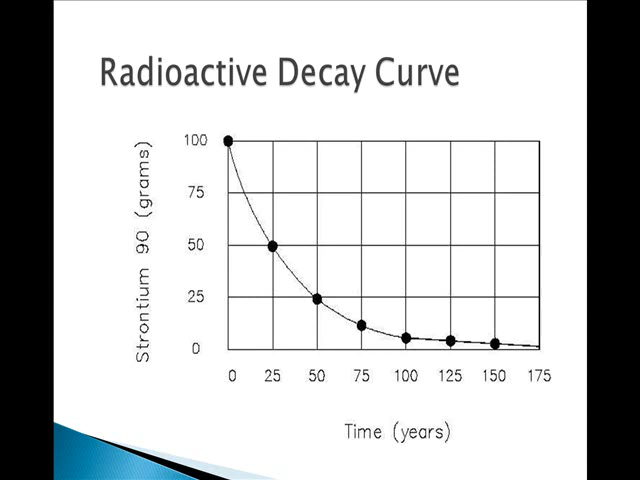 Radioactive Decay Curve
Strontium 90 (grams)
100
75
50
25
0
0 25 50 75 100 125 150 175
Time (years)